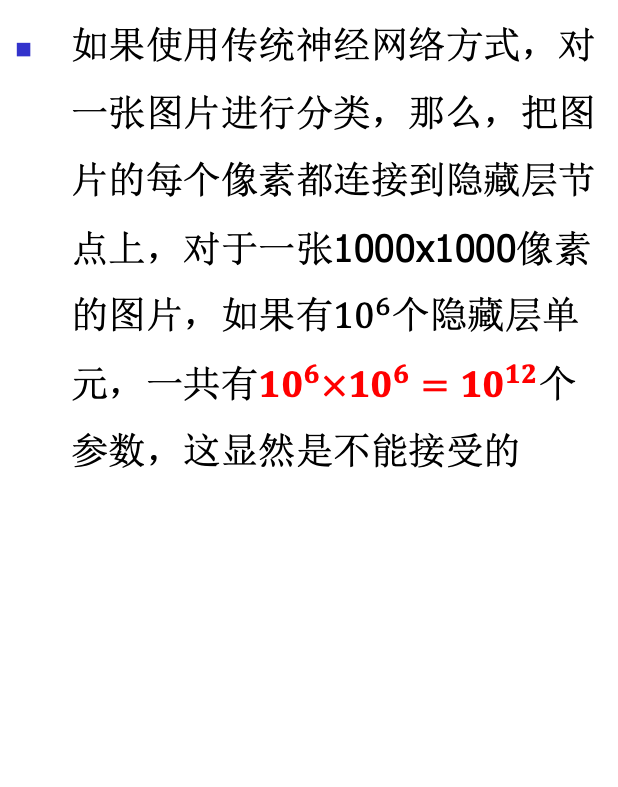 如果使用传统神经网络方式，对
一张图片进行分类，那么，把图
片的每个像素都连接到隐藏层节
点上，对于一张1000x1000像素
的图片，如果有10⁶个隐藏层单
元，一共有10⁶×10⁶ = 10¹²个
参数，这显然是不能接受的